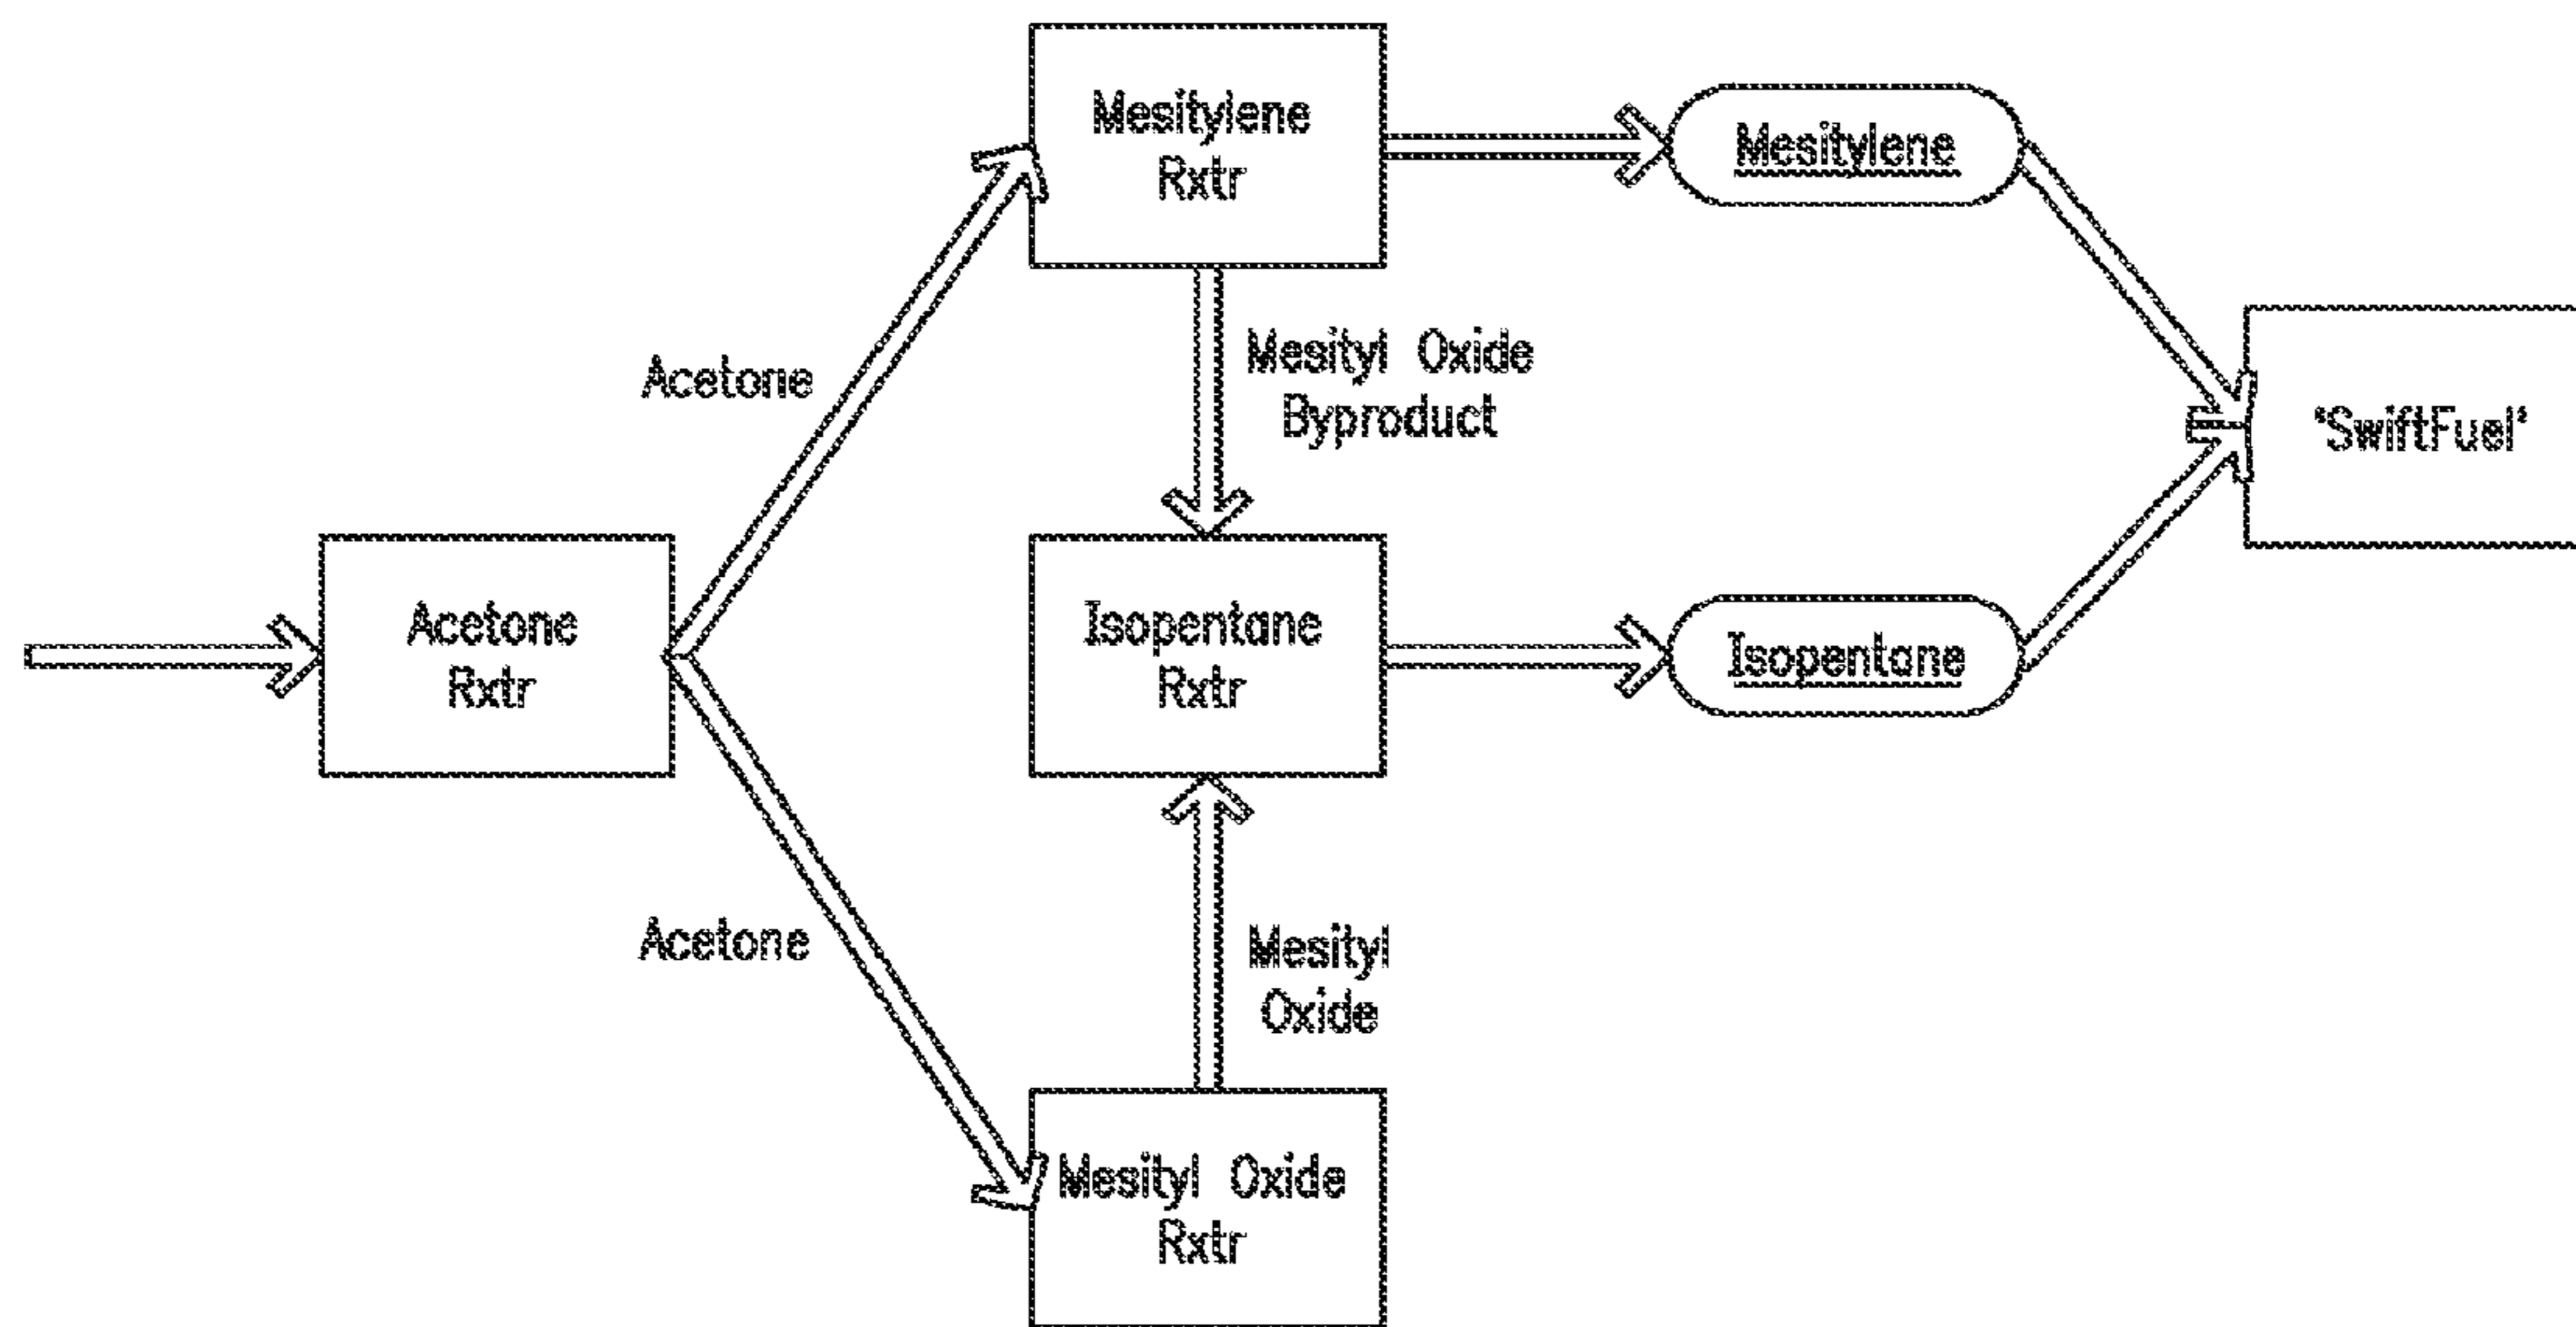 Mesitylene
Rxtr
Mesitylene
Acetone
Mesityl Oxide
Byproduct
'SwiftFuel'
Acetone
Rxtr
Isopentane
Rxtr
Isopentane
Acetone
Mesityl
Oxide
Mesityl Oxide
Rxtr